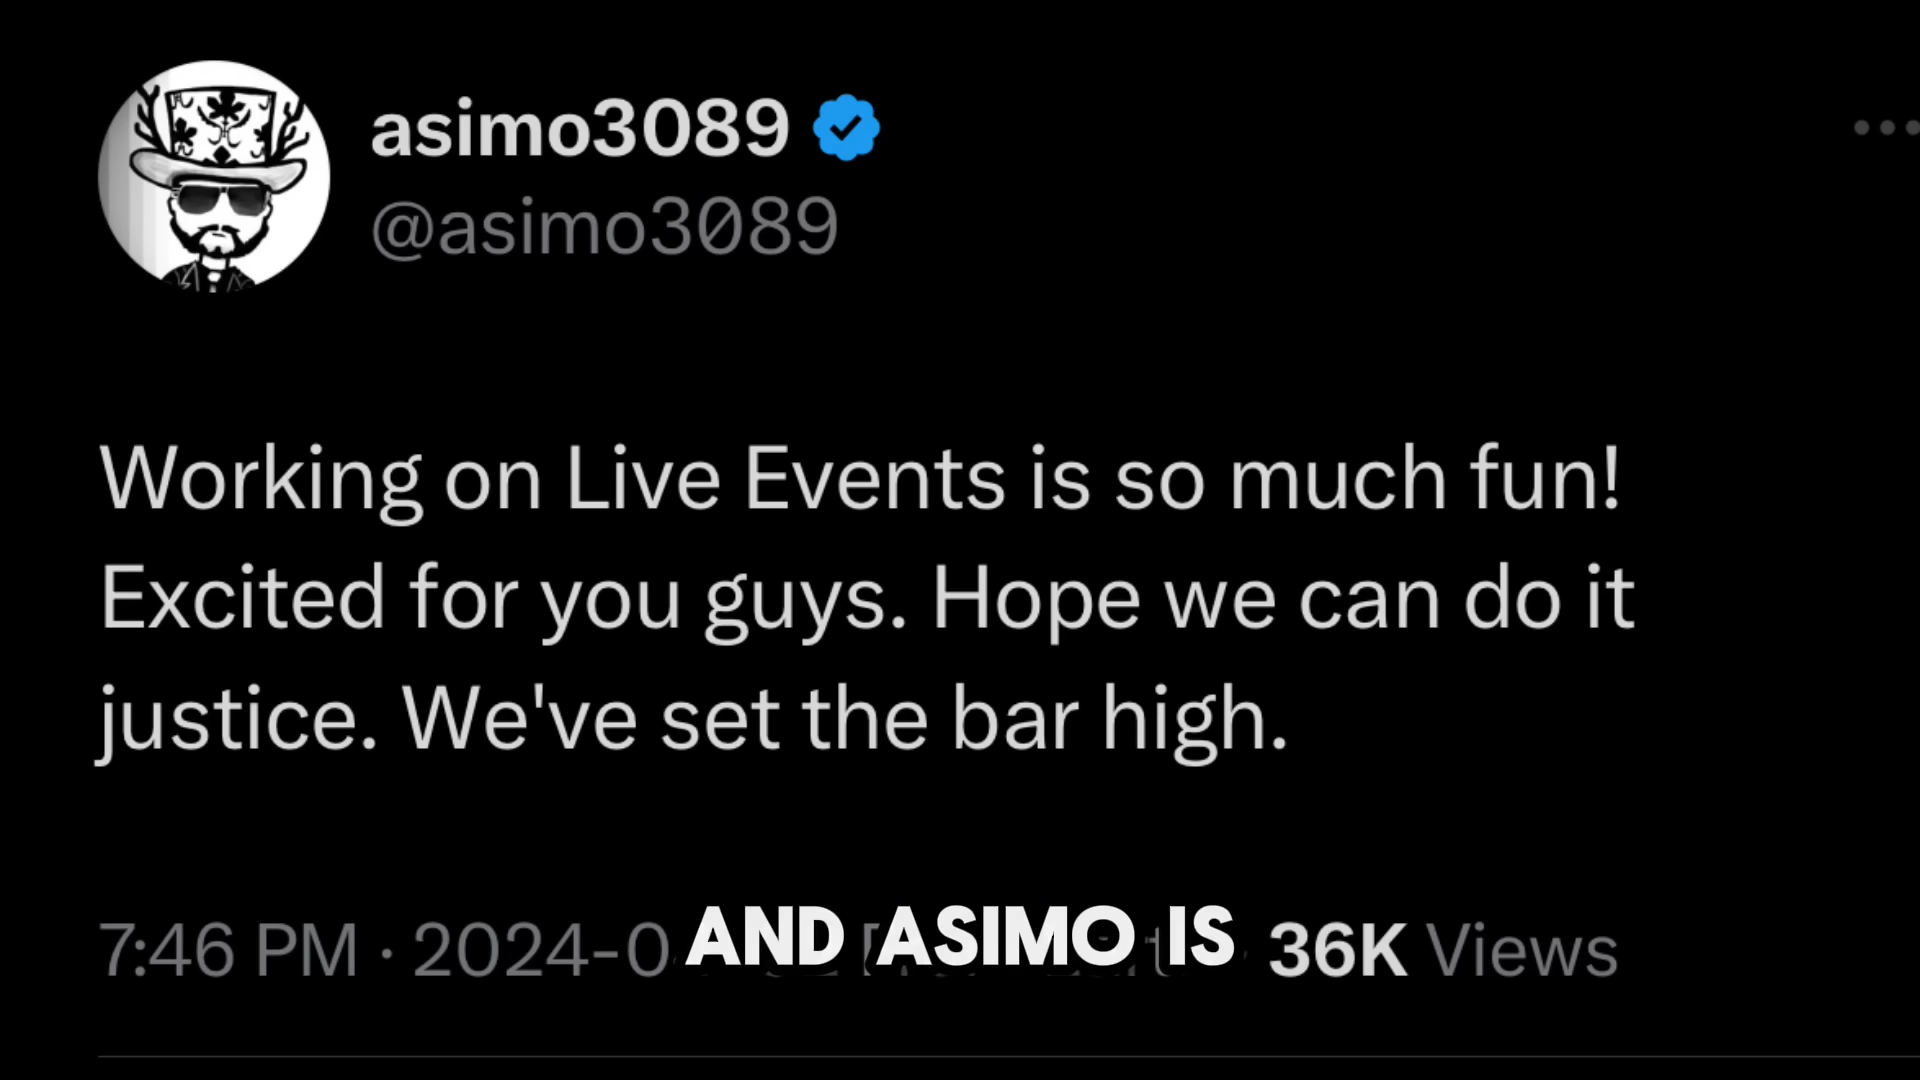 asimo3089
@asimo3089
Working on Live Events is so much fun!
Excited for you guys. Hope we can do it
justice. We've set the bar high.
7:46 PM · 2024-0
AND ASIMO IS
36K Views